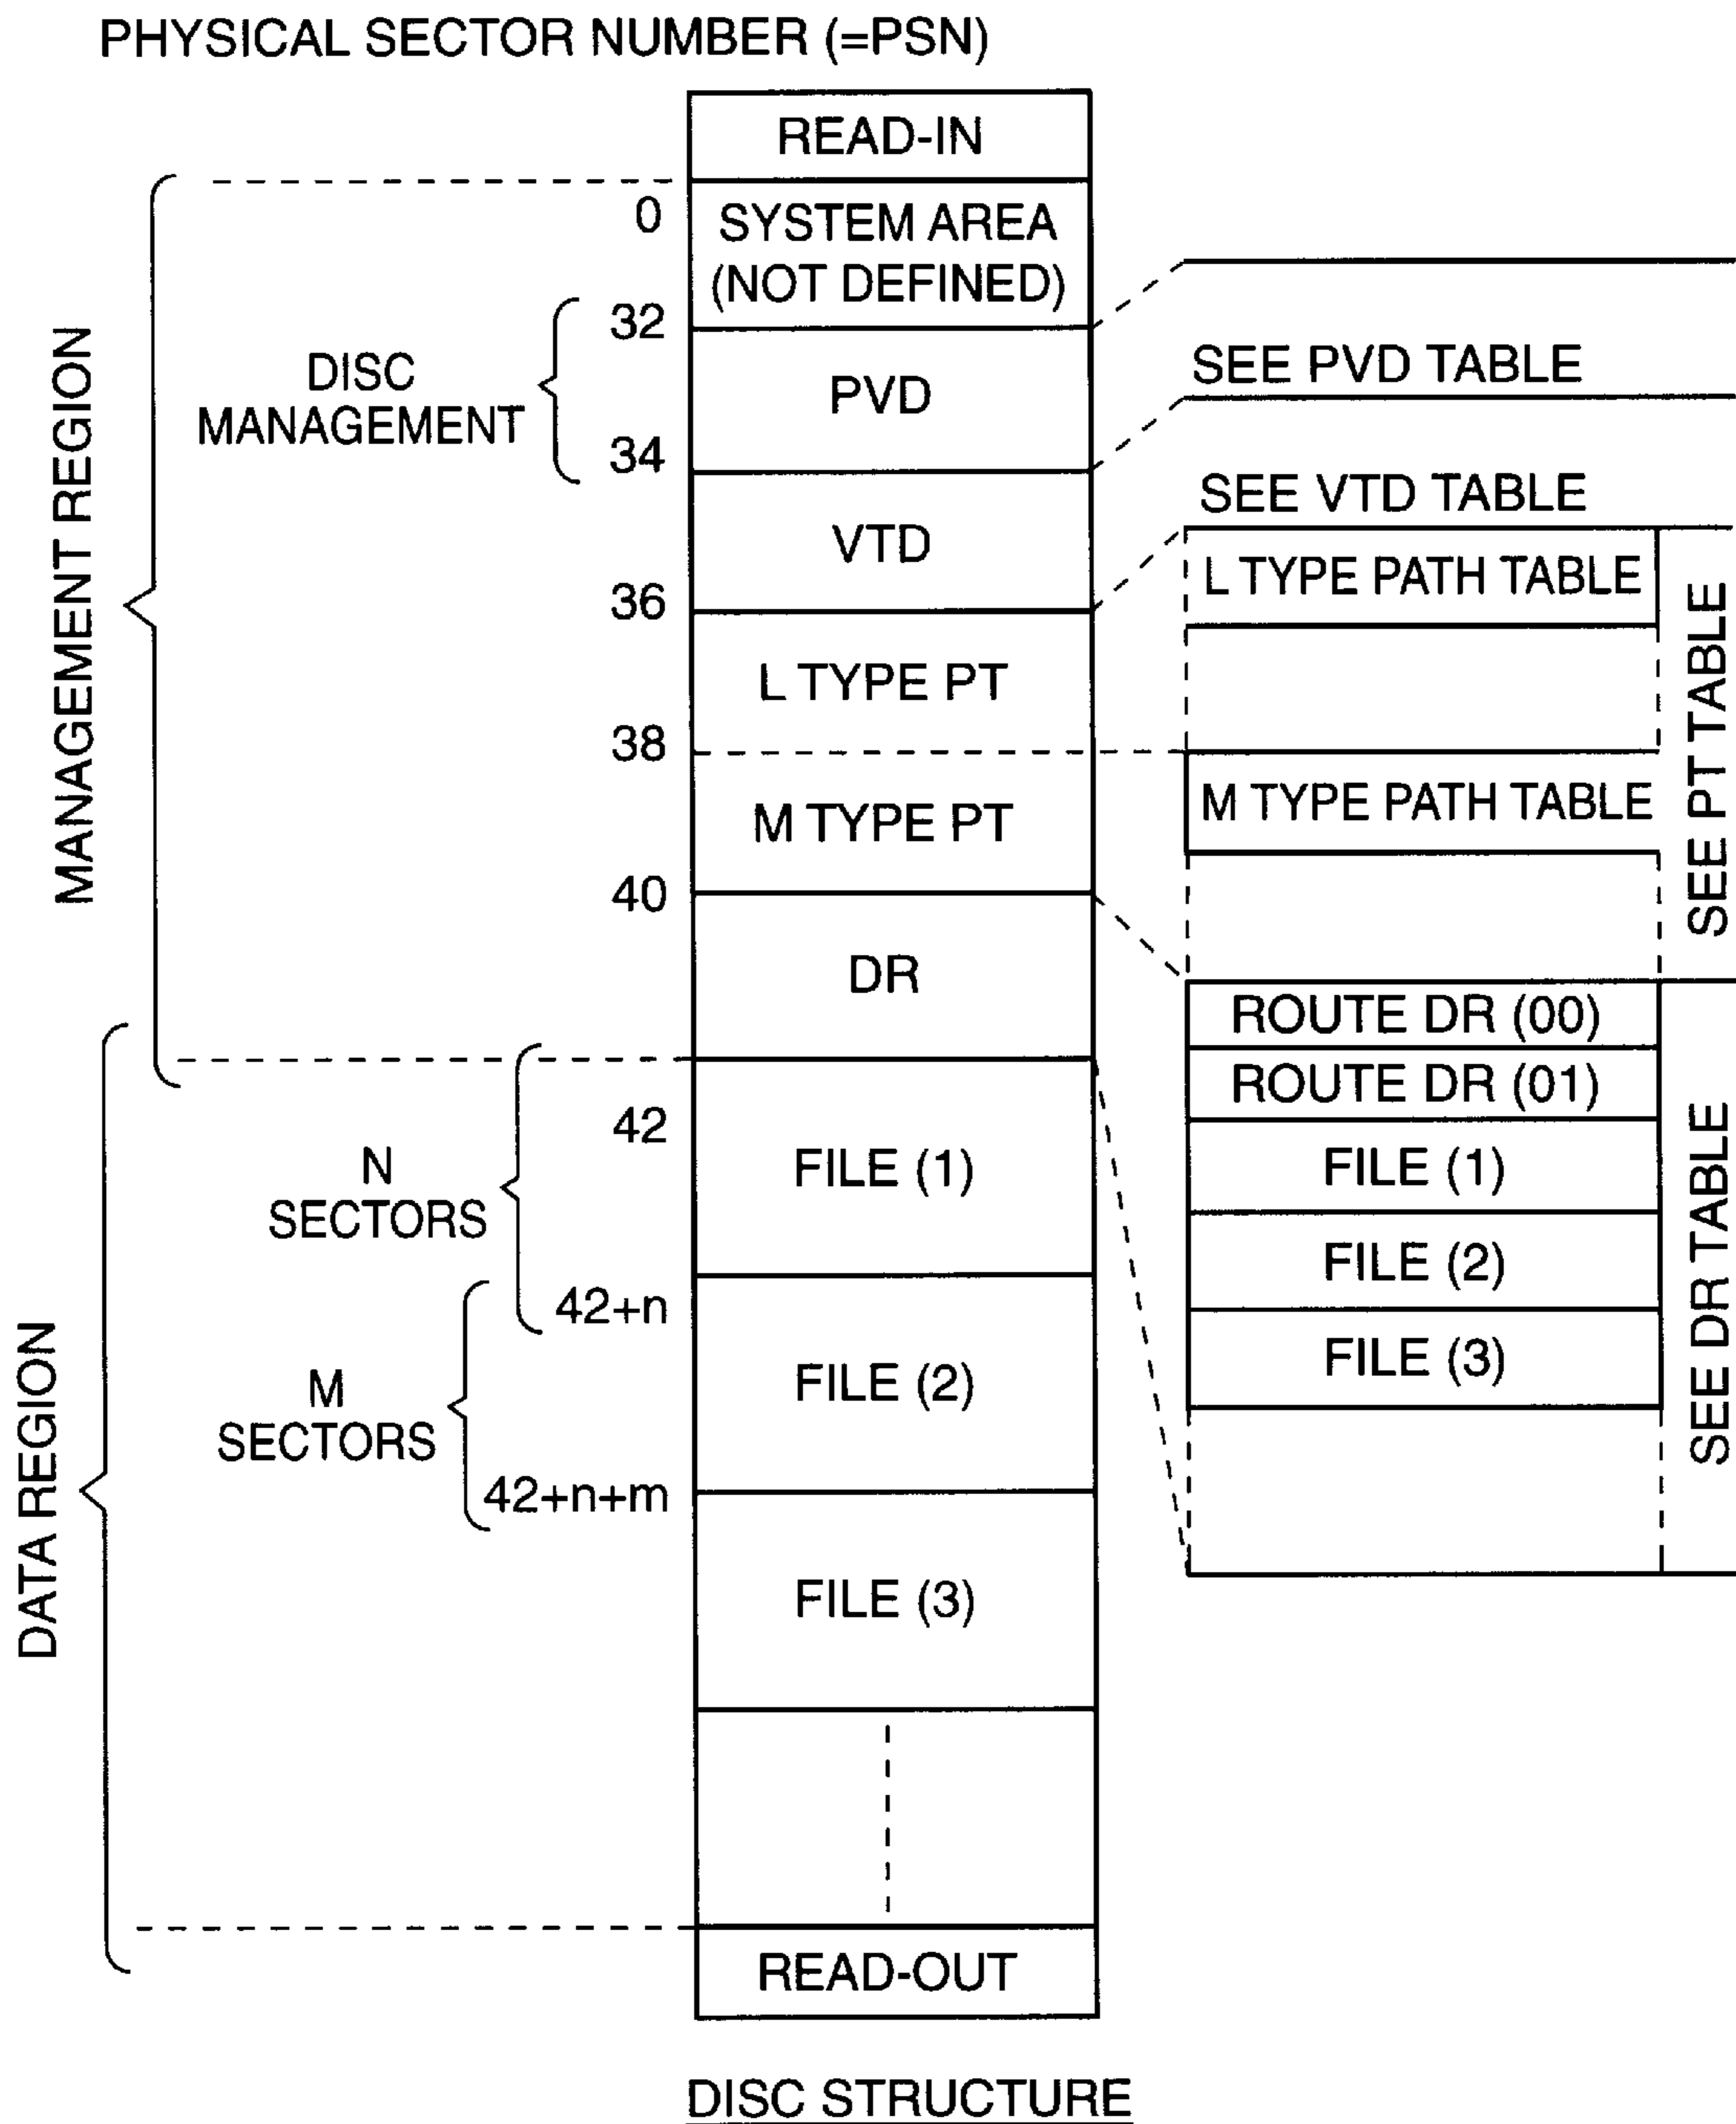 PHYSICAL SECTOR NUMBER (=PSN)
READ-IN
0
SYSTEM AREA
(NOT DEFINED)
32
MANAGEMENT REGION
DISC
MANAGEMENT
PVD
SEE PVD TABLE
34
VTD
SEE VTD TABLE
36
L TYPE PATH TABLE
L TYPE PT
38
M TYPE PT
M TYPE PATH TABLE
SEE PT TABLE
40
DR
ROUTE DR (00)
ROUTE DR (01)
42
N
SECTORS
FILE (1)
FILE (1)
FILE (2)
42+n
FILE (3)
SEE DR TABLE
DATA REGION
M
SECTORS
FILE (2)
42+n+m
FILE (3)
READ-OUT
DISC STRUCTURE